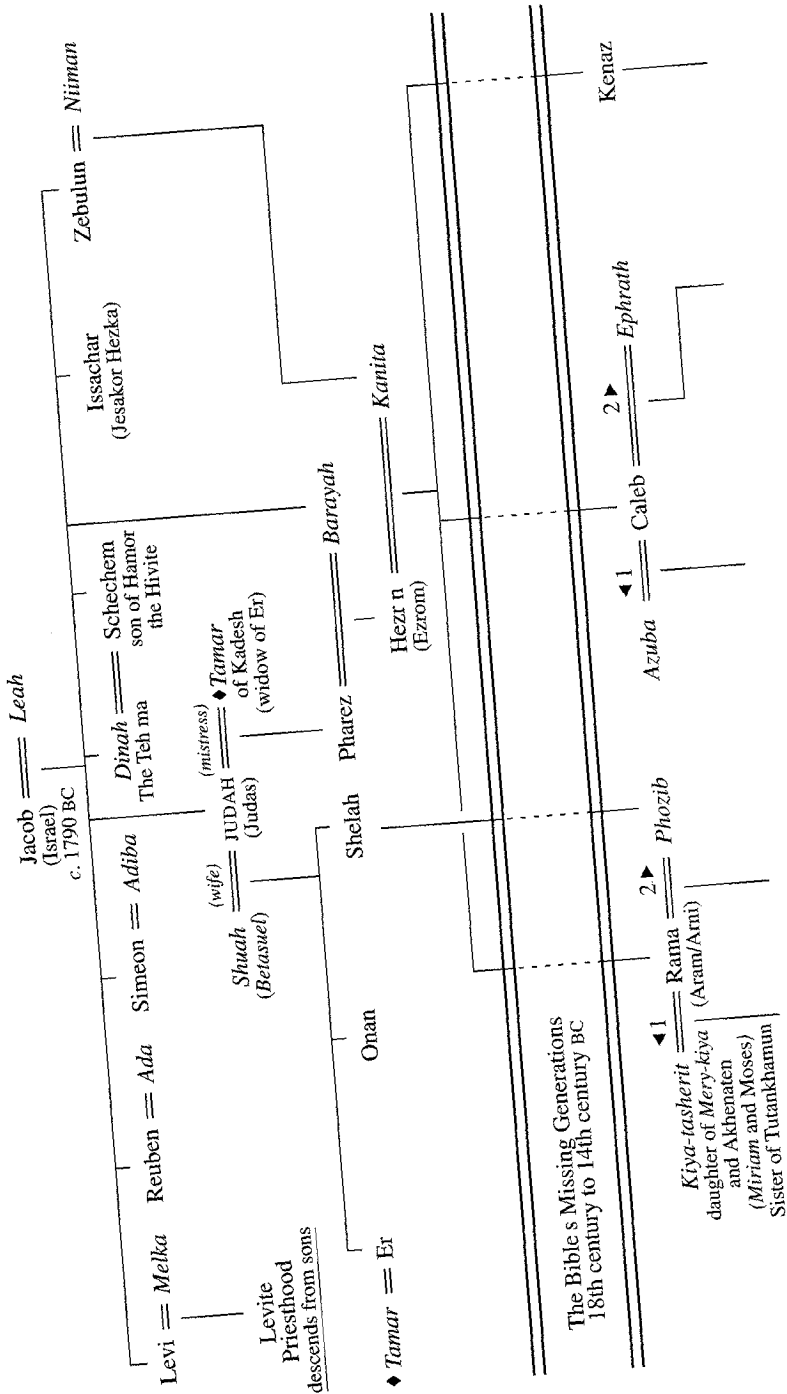 Jacob == Leah
(Israel)
c. 1790 BC
Levi == Melka
Reuben == Ada
Simeon == Adiba
Dinah == Schechem
The Teh ma
son of Hamor
the Hivite
Issachar
(Jesakor Hezka)
Zebulun == Niiman
Levite
Priesthood
descends from sons
(wife)
(mistress)
Shuah == JUDAH == ♦Tamar
(Betasuel)
(Judas)
of Kadesh
(widow of Er)
♦ Tamar == Er
Onan
Shelah
Pharez == Barayah
Hezr n == Kanita
(Ezrom)
The Bible s Missing Generations
18th century to 14th century BC
◄1
2►
Kiya-tasherit == Rama == Phozib
daughter of Mery-kiya
(Aram/Arni)
and Akhenaten
(Miriam and Moses)
Sister of Tutankhamun
◄1
2►
Azuba == Caleb == Ephrath
Kenaz